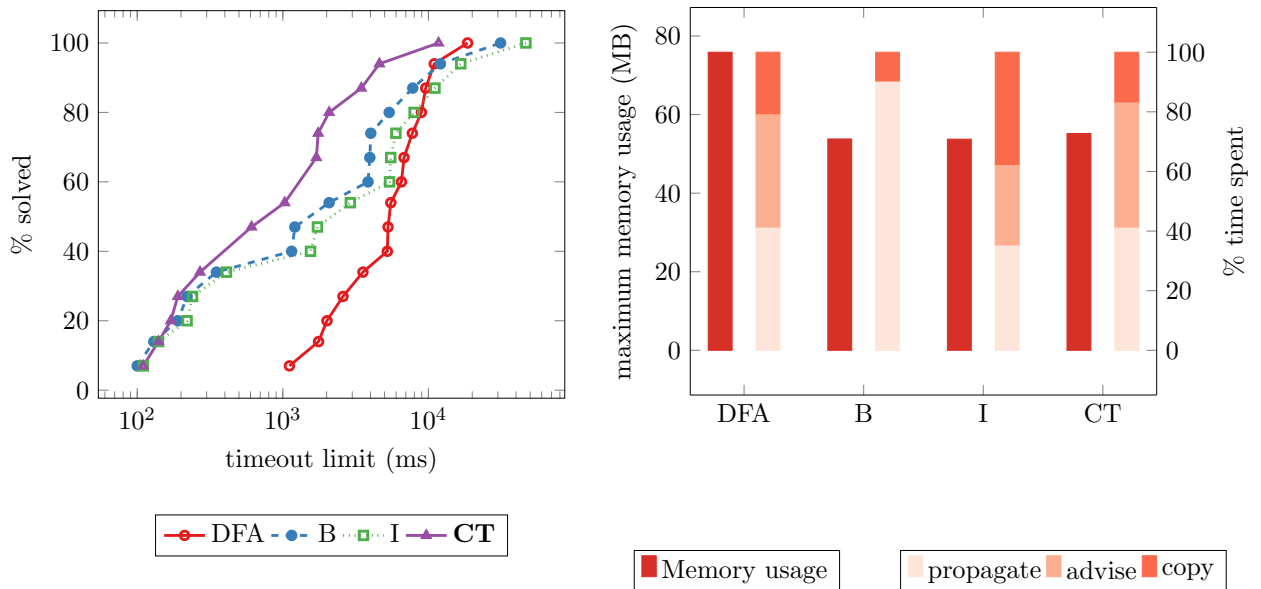 % solved
100
80
60
40
20
0
10^2
10^3
10^4
timeout limit (ms)
DFA B I CT
maximum memory usage (MB)
80
60
40
20
0
100
80
60
40
20
0
% time spent
DFA
B
I
CT
Memory usage
propagate advise copy